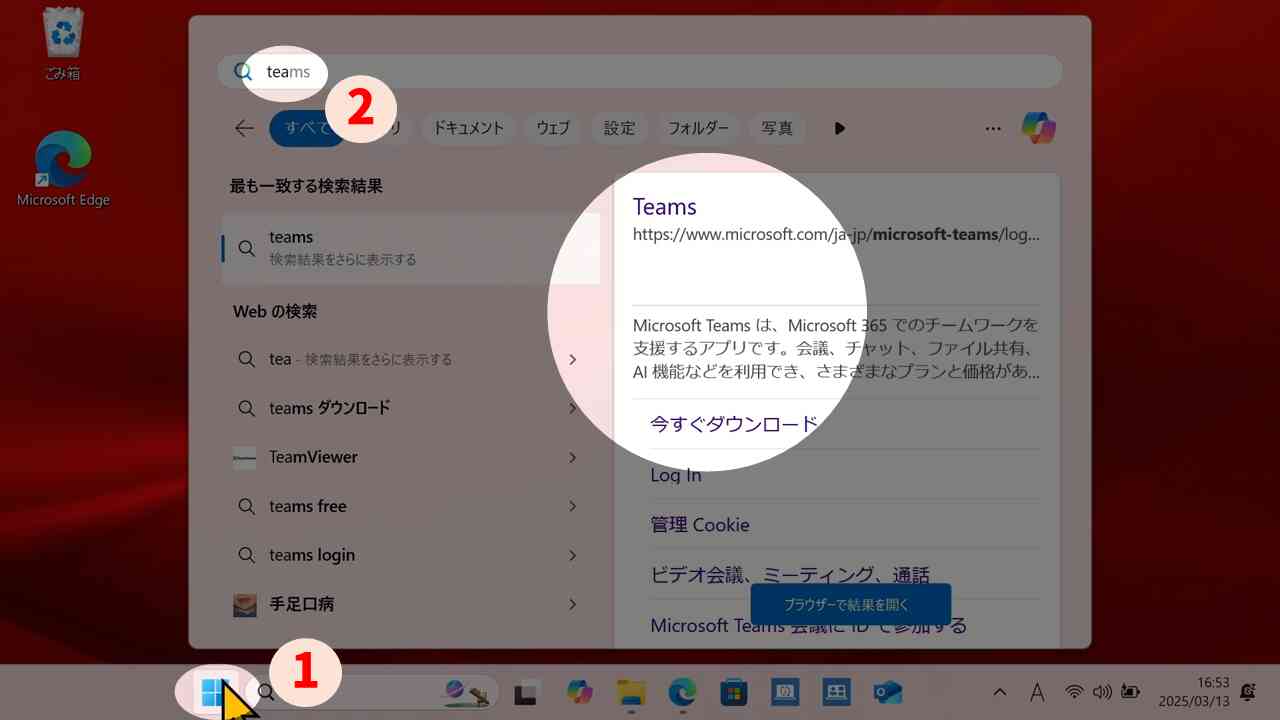 ごみ箱
Microsoft Edge
teams
2
すべて
リ
ドキュメント
ウェブ
設定
フォルダー
写真
最も一致する検索結果
teams
検索結果をさらに表示する
Web の検索
tea - 検索結果をさらに表示する
teams ダウンロード
TeamViewer
teams free
teams login
手足口病
Teams
https://www.microsoft.com/ja-jp/microsoft-teams/log...
Microsoft Teams は、Microsoft 365 でのチームワークを
支援するアプリです。会議、チャット、ファイル共有、
AI 機能などを利用でき、さまざまなプランと価格があ...
今すぐダウンロード
Log In
管理 Cookie
ビデオ会議、ミーティング、通話
ブラウザーで結果を開く
Microsoft Teams 会議に ID で参加する
1
A
16:53
2025/03/13